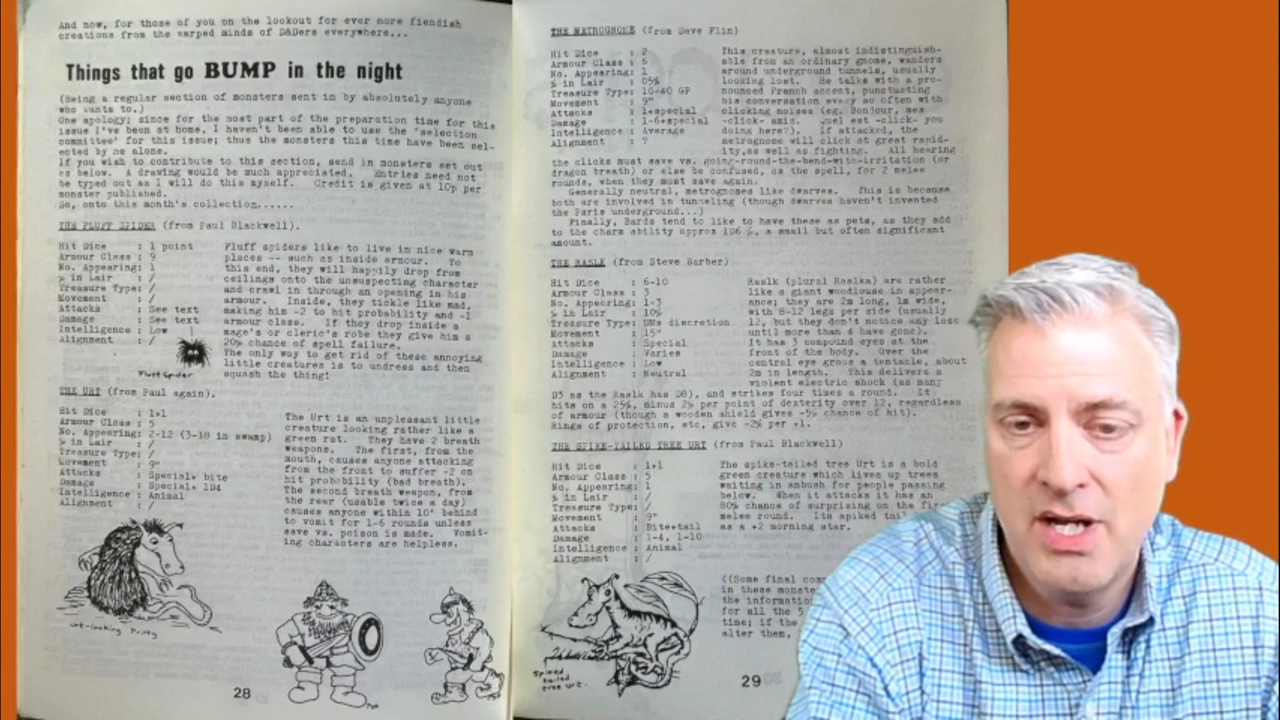 And now, for those of you on the lookout for ever more fiendish
creations from the warped minds of D&Ders everywhere...
Things that go BUMP in the night
(Being a regular section of monsters sent in by absolutely anyone
who wants to.)
One apology: since for the most part of the preparation time for this
issue I've been at home, I haven't been able to use the 'selection
committee' for this issue; thus the monsters this time have been sel-
ected by me alone.
If you wish to contribute to this section, send in monsters set out
as below. A drawing would be much appreciated. Entries need not
be typed out as I will do this myself. Credit is given at 10p per
monster published.
So, onto this month's collection......
THE FLUFF SPIDER (from Paul Blackwell).
Hit Dice : 1 point
Armour Class : 9
No. Appearing: 1
% in Lair : /
Treasure Type: /
Movement : /
Attacks : See text
Damage : See text
Intelligence : Low
Alignment : /
Fluff Spider
Fluff spiders like to live in nice warm
places -- such as inside armour. To
this end, they will happily drop from
ceilings onto the unsuspecting character
and crawl in through an opening in his
armour. Inside, they tickle like mad,
making him -2 to hit probability and -1
armour class. If they drop inside a
mage's or cleric's robe they give him a
20% chance of spell failure.
The only way to get rid of these annoying
little creatures is to undress and then
squash the thing!
THE URT (from Paul again).
Hit Dice : 1+1
Armour Class : 5
No. Appearing: 2-12 (3-18 in swamp)
% in Lair : /
Treasure Type: /
Movement : 9"
Attacks : Special+ bite
Damage : Special+ 1D4
Intelligence : Animal
Alignment : /
The Urt is an unpleasant little
creature looking rather like a
green rat. They have 2 breath
weapons. The first, from the
mouth, causes anyone attacking
from the front to suffer -2 on
hit probability (bad breath).
The second breath weapon, from
the rear (usable twice a day)
causes anyone within 10' behind
to vomit for 1-6 rounds unless
save vs. poison is made. Vomit-
ing characters are helpless.
Urt-looking Pretty
28
THE METROGNOME (from Dave Flin)
Hit Dice : 2
Armour Class : 6
No. Appearing: 1
% in Lair : 05%
Treasure Type: 10-40 GP
Movement : 9"
Attacks : 1+special
Damage : 1-6+special
Intelligence : Average
Alignment : ?
This creature, almost indistinguish-
able from an ordinary gnome, wanders
around underground tunnels, usually
looking lost. He talks with a pro-
nounced French accent, punctuating
his conversation every so often with
clicking noises (eg. Bonjour, mes
-click- amis. Quel est -click- you
doing here?). If attacked, the
metrognome will click at great rapid-
ity,as well as fighting. All hearing
the clicks must save vs. going-round-the-bend-with-irritation (or
dragon breath) or else be confused, as the spell, for 2 melee
rounds, when they must save again.
Generally neutral, metrognomes like dwarves. This is because
both are involved in tunneling (though dwarves haven't invented
the Paris underground...)
Finally, Bards tend to like to have these as pets, as they add
to the charm ability approx 10 %, a small but often significant
amount.
THE RASLK (from Steve Barber)
Hit Dice : 6-10
Armour Class : 3
No. Appearing: 1-3
% in Lair : 10%
Treasure Type: DMs discretion
Movement : 15"
Attacks : Special
Damage : Varies
Intelligence : Low
Alignment : Neutral
Raslk (plural Raslka) are rather
like a giant woodlouse in appear-
ance; they are 2m long, 1m wide,
with 8-12 legs per side (usually
12, but they don't notice any loss
until more than 4 have gone).
It has 3 compound eyes at the
front of the body. Over the
central eye grows a tentacle, about
2m in length. This delivers a
violent electric shock (as many
D3 as the Raslk has D8), and strikes four times a round. It
hits on a 25%, minus 2% per point of dexterity over 12, regardless
of armour (though a wooden shield gives -5% chance of hit).
Rings of protection, etc, give -2% per +1.
THE SPIKE-TAILED TREE URT (from Paul Blackwell)
Hit Dice : 1+1
Armour Class : 5
No. Appearing: 1
% in Lair : /
Treasure Type: /
Movement : 9"
Attacks : Bite+tail
Damage : 1-4, 1-10
Intelligence : Animal
Alignment : /
The spike-tailed tree Urt is a bold
green creature which lives up trees
waiting in ambush for people passing
below. When it attacks it has an
80% chance of surprising on the fir
melee round. Its spiked tail
as a +2 morning star.
((Some final com
in these monste
the information
for all the 5
time; if the
alter them,
Spiked
tailed
tree urt.
29